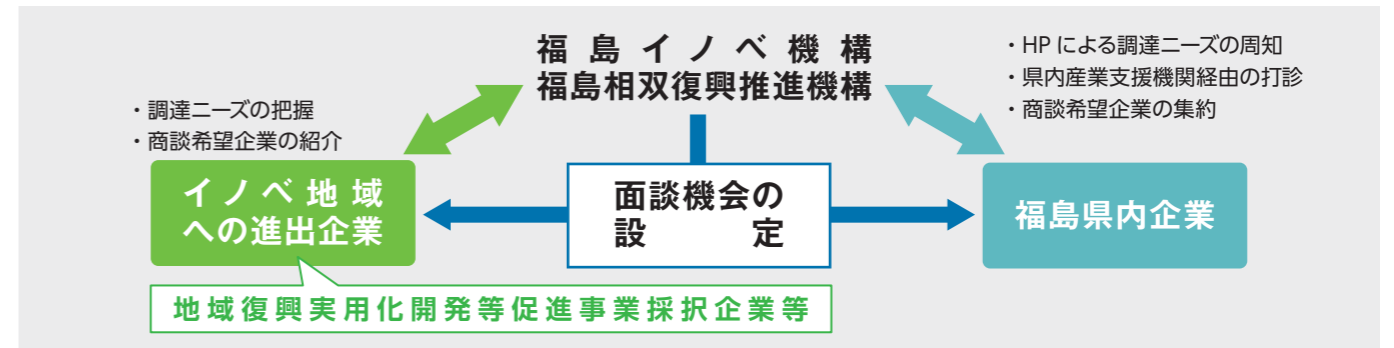 福島イノベ機構
福島相双復興推進機構
・調達ニーズの把握
・商談希望企業の紹介
・HP による調達ニーズの周知
・県内産業支援機関経由の打診
・商談希望企業の集約
イノベ地域
への進出企業
面談機会の
設定
福島県内企業
地域復興実用化開発等促進事業採択企業等